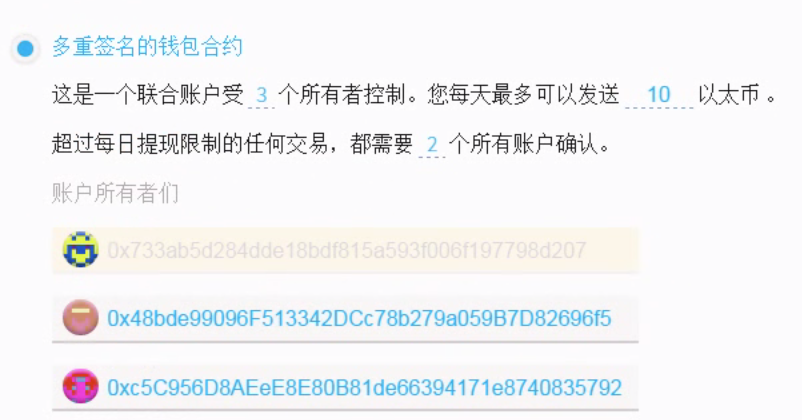 多重签名的钱包合约
这是一个联合账户受 3 个所有者控制。您每天最多可以发送 10 以太币 。
超过每日提现限制的任何交易，都需要 2 个所有账户确认。
账户所有者们
0x733ab5d284dde18bdf815a593f006f197798d207
0x48bde99096F513342DCc78b279a059B7D82696f5
0xc5C956D8AEeE8E80B81de66394171e8740835792